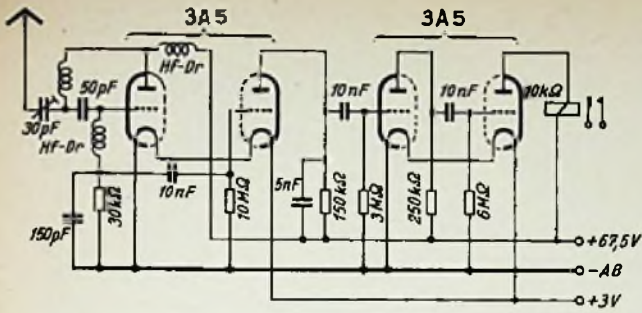 3A5
3A5
Hf-Dr
50pF
30pF
Hf-Dr
10nF
10nF
10kΩ
10nF
5nF
150pF
30kΩ
10MΩ
150kΩ
3MΩ
250kΩ
6MΩ
+67,5V
-AB
+3V